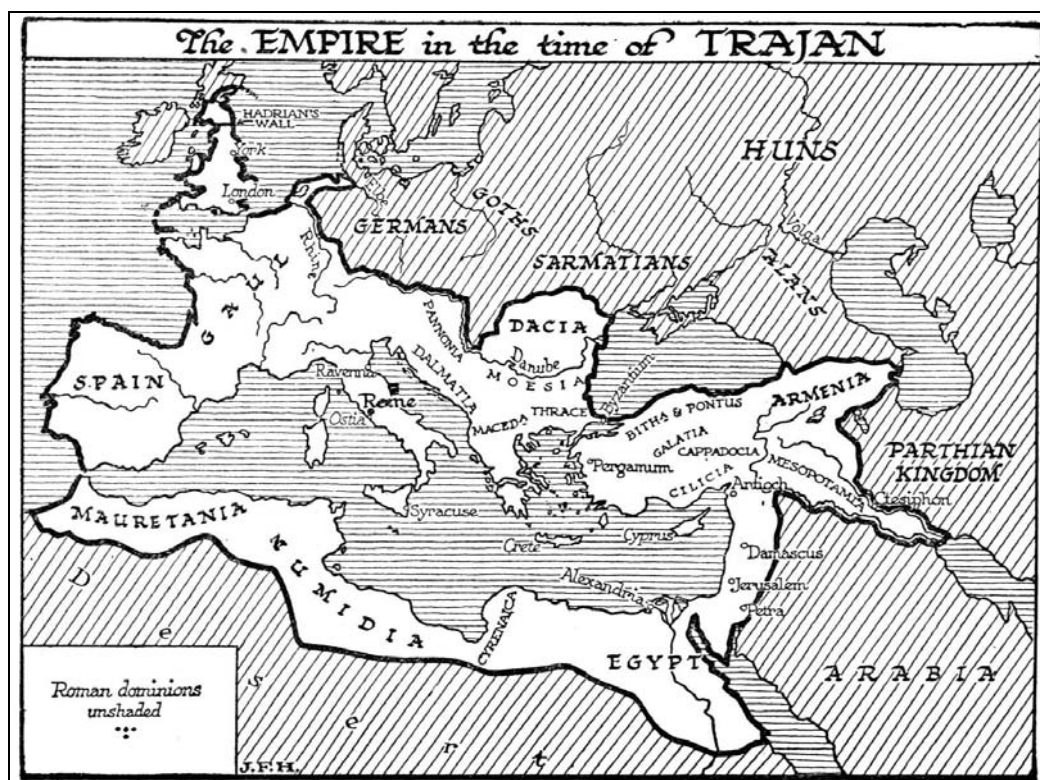 The EMPIRE in the time of TRAJAN
HADRIAN'S
WALL
York
London
HUNS
Elbe
GOTHS
GERMANS
Volga
SARMATIANS
ALANS
Rhine
GAUL
PANNONIA
DACIA
Danube
DALMATIA
MOESIA
SPAIN
Ravenna
Rome
Ostia
Byzantium
THRACE
MACEDA
BITHA & PONTUS
ARMENIA
GALATIA
CAPPADOCIA
PARTHIAN
KINGDOM
Pergamum
CILICIA
MESOPOTAMIA
Antioch
Ctesiphon
MAURETANIA
Syracuse
Crete
Cyprus
NUMIDIA
Damascus
Alexandria
Jerusalem
Petra
CYRENAICA
EGYPT
ARABIA
Desert
Roman dominions
unshaded
J.F.H.